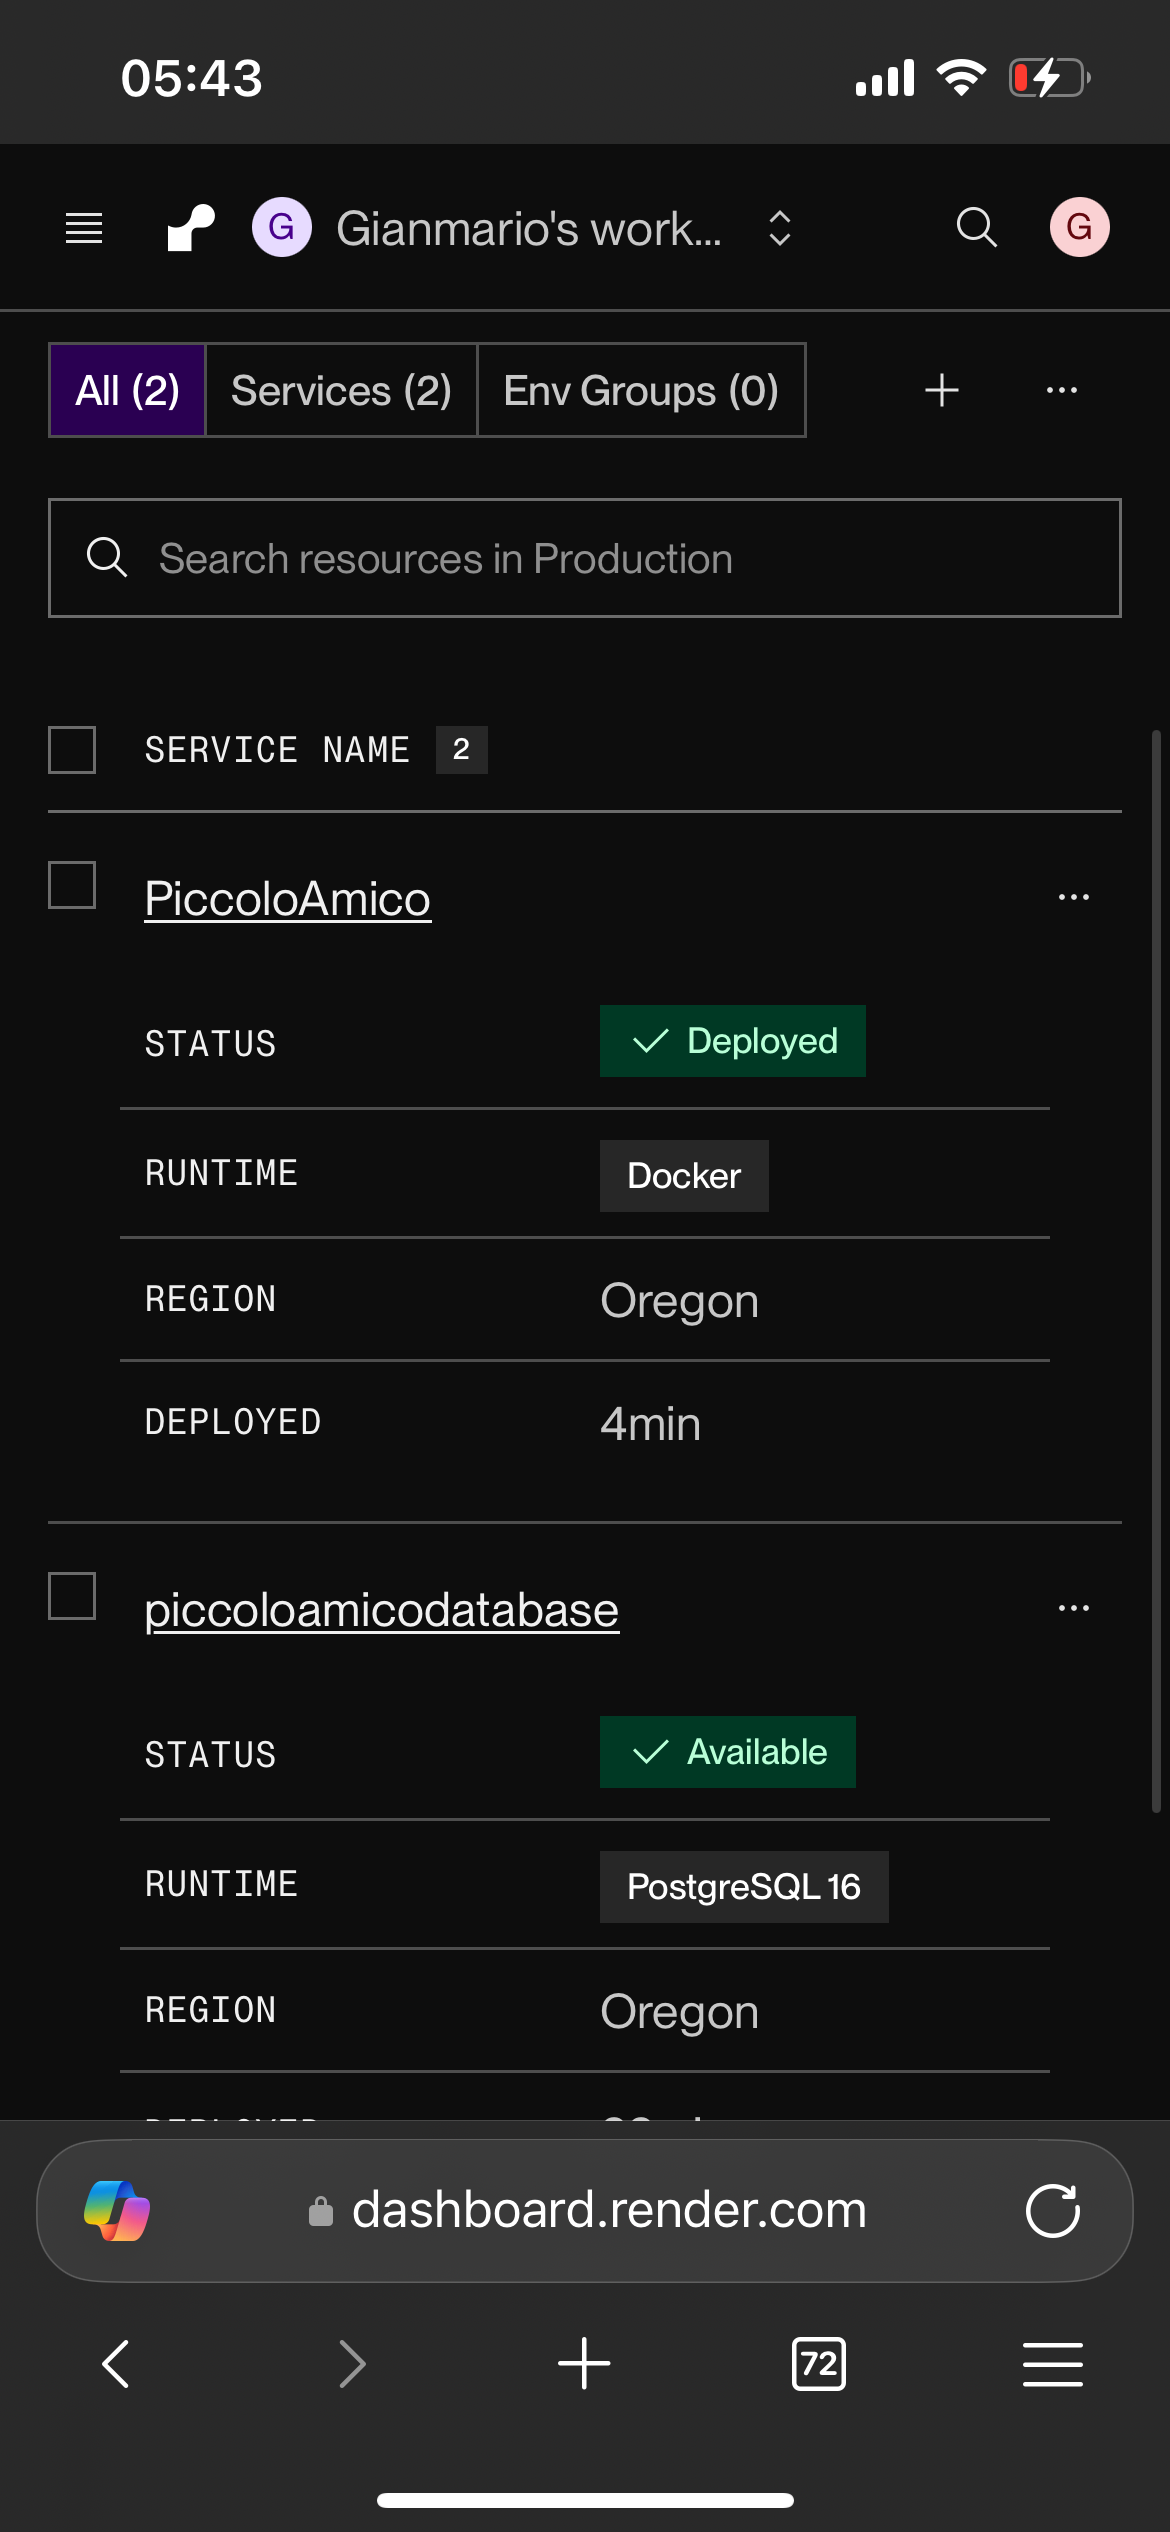 05:43
G Gianmario's work... G
All (2) Services (2) Env Groups (0)
Search resources in Production
SERVICE NAME 2
PiccoloAmico
STATUS Deployed
RUNTIME Docker
REGION Oregon
DEPLOYED 4min
piccoloamicodatabase
STATUS Available
RUNTIME PostgreSQL 16
REGION Oregon
DEPLOYED
dashboard.render.com
72